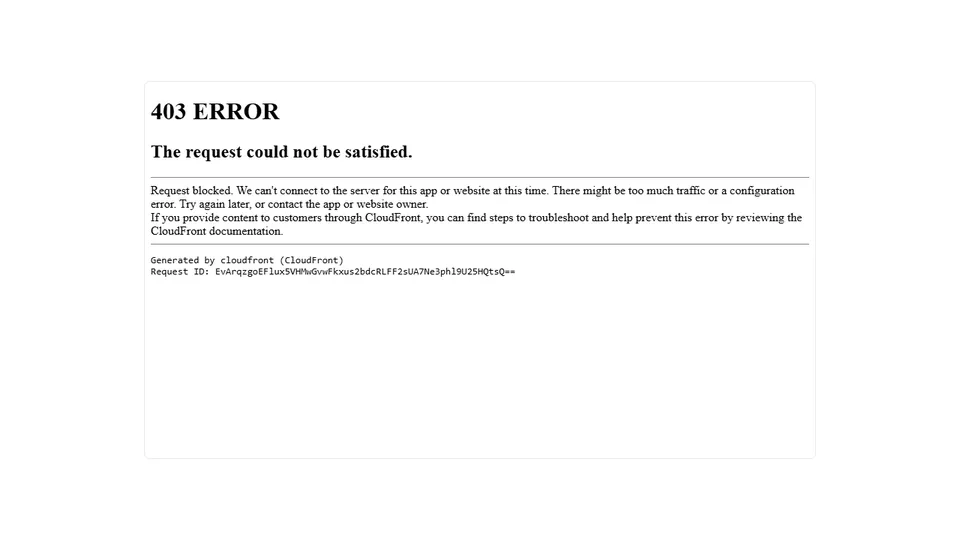 403 ERROR
The request could not be satisfied.
Request blocked. We can't connect to the server for this app or website at this time. There might be too much traffic or a configuration
error. Try again later, or contact the app or website owner.
If you provide content to customers through CloudFront, you can find steps to troubleshoot and help prevent this error by reviewing the
CloudFront documentation.
Generated by cloudfront (CloudFront)
Request ID: EvArqzgoEFlux5VHMwGvwFkxus2bdcRLFF2sUA7Ne3phl9U25HQtsQ==